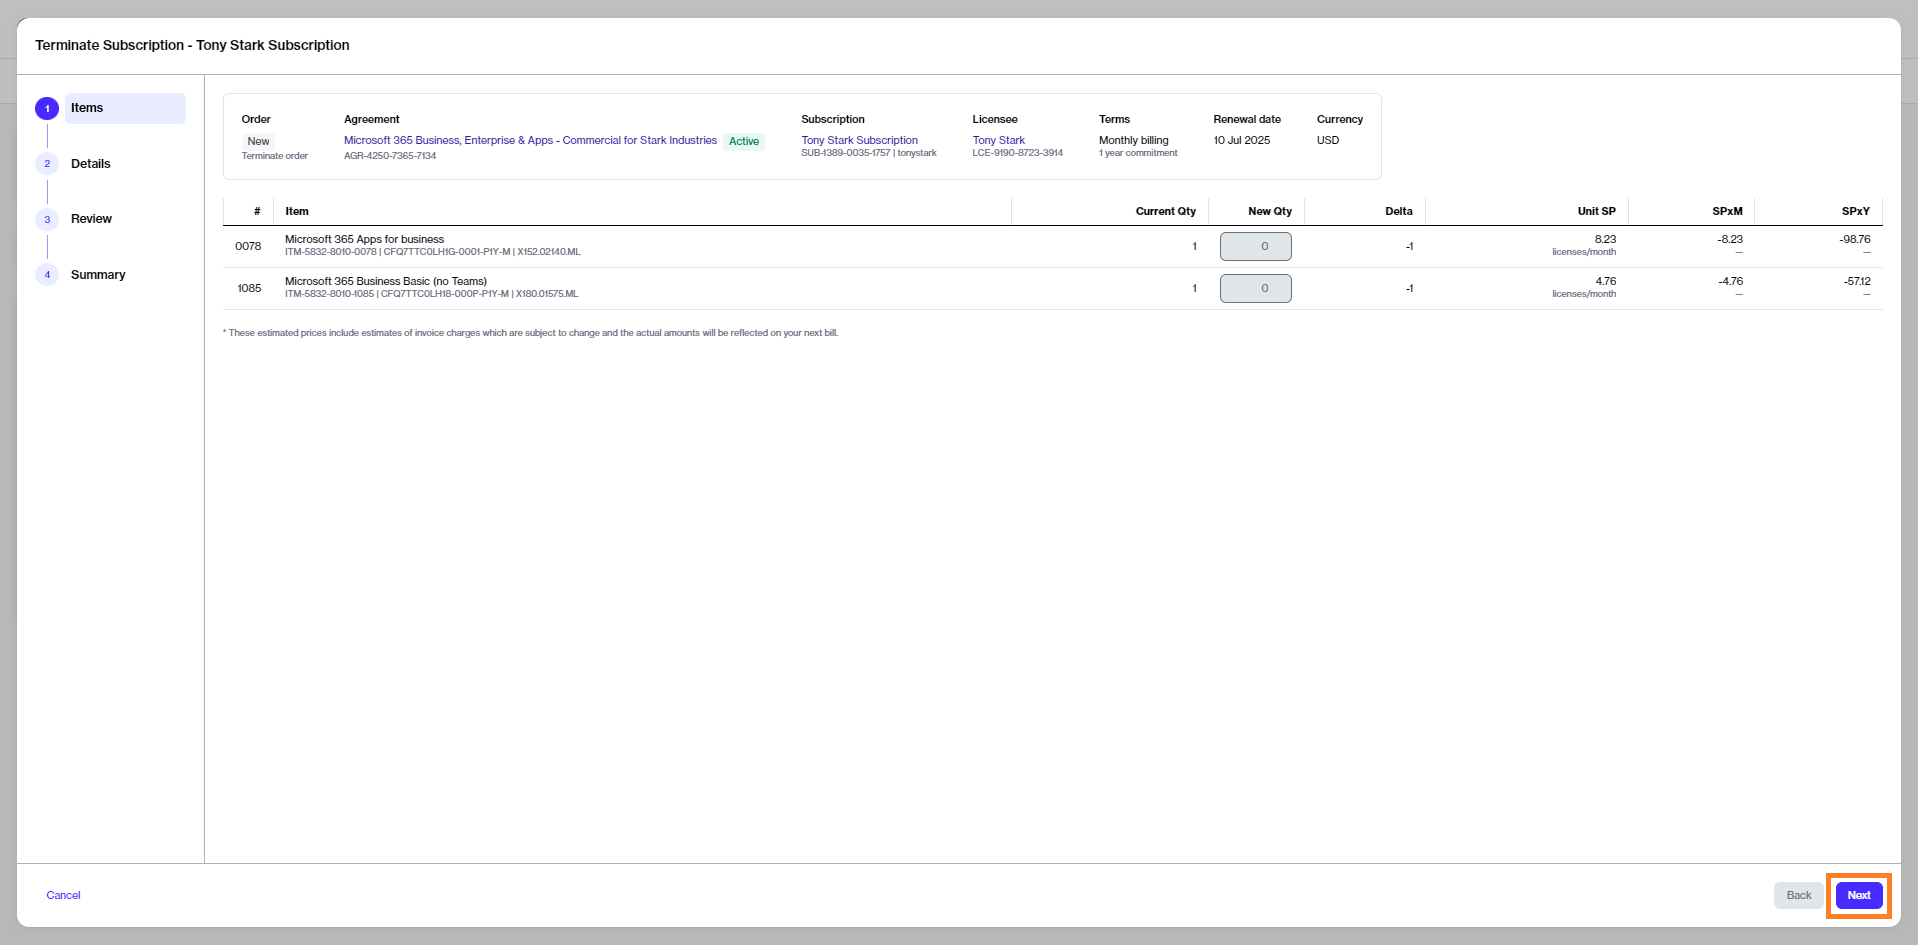 Terminate Subscription - Tony Stark Subscription
1 Items
2 Details
3 Review
4 Summary
Order Agreement Subscription Licensee Terms Renewal date Currency
New Microsoft 365 Business, Enterprise & Apps - Commercial for Stark Industries Active Tony Stark Subscription Tony Stark Monthly billing 10 Jul 2025 USD
Terminate order AGR-4250-7365-7134 SUB-1389-0035-1757 | tonystark LCE-9190-8723-3914 1 year commitment
# Item Current Qty New Qty Delta Unit SP SPxM SPxY
0078 Microsoft 365 Apps for business 1 0 -1 8.23 -8.23 -98.76
ITM-5832-8010-0078 | CFQ7TTC0LH1G-0001-P1Y-M | X152.02140.ML licenses/month — —
1085 Microsoft 365 Business Basic (no Teams) 1 0 -1 4.76 -4.76 -57.12
ITM-5832-8010-1085 | CFQ7TTC0LH18-000P-P1Y-M | X180.01575.ML licenses/month — —
* These estimated prices include estimates of invoice charges which are subject to change and the actual amounts will be reflected on your next bill.
Cancel Back Next